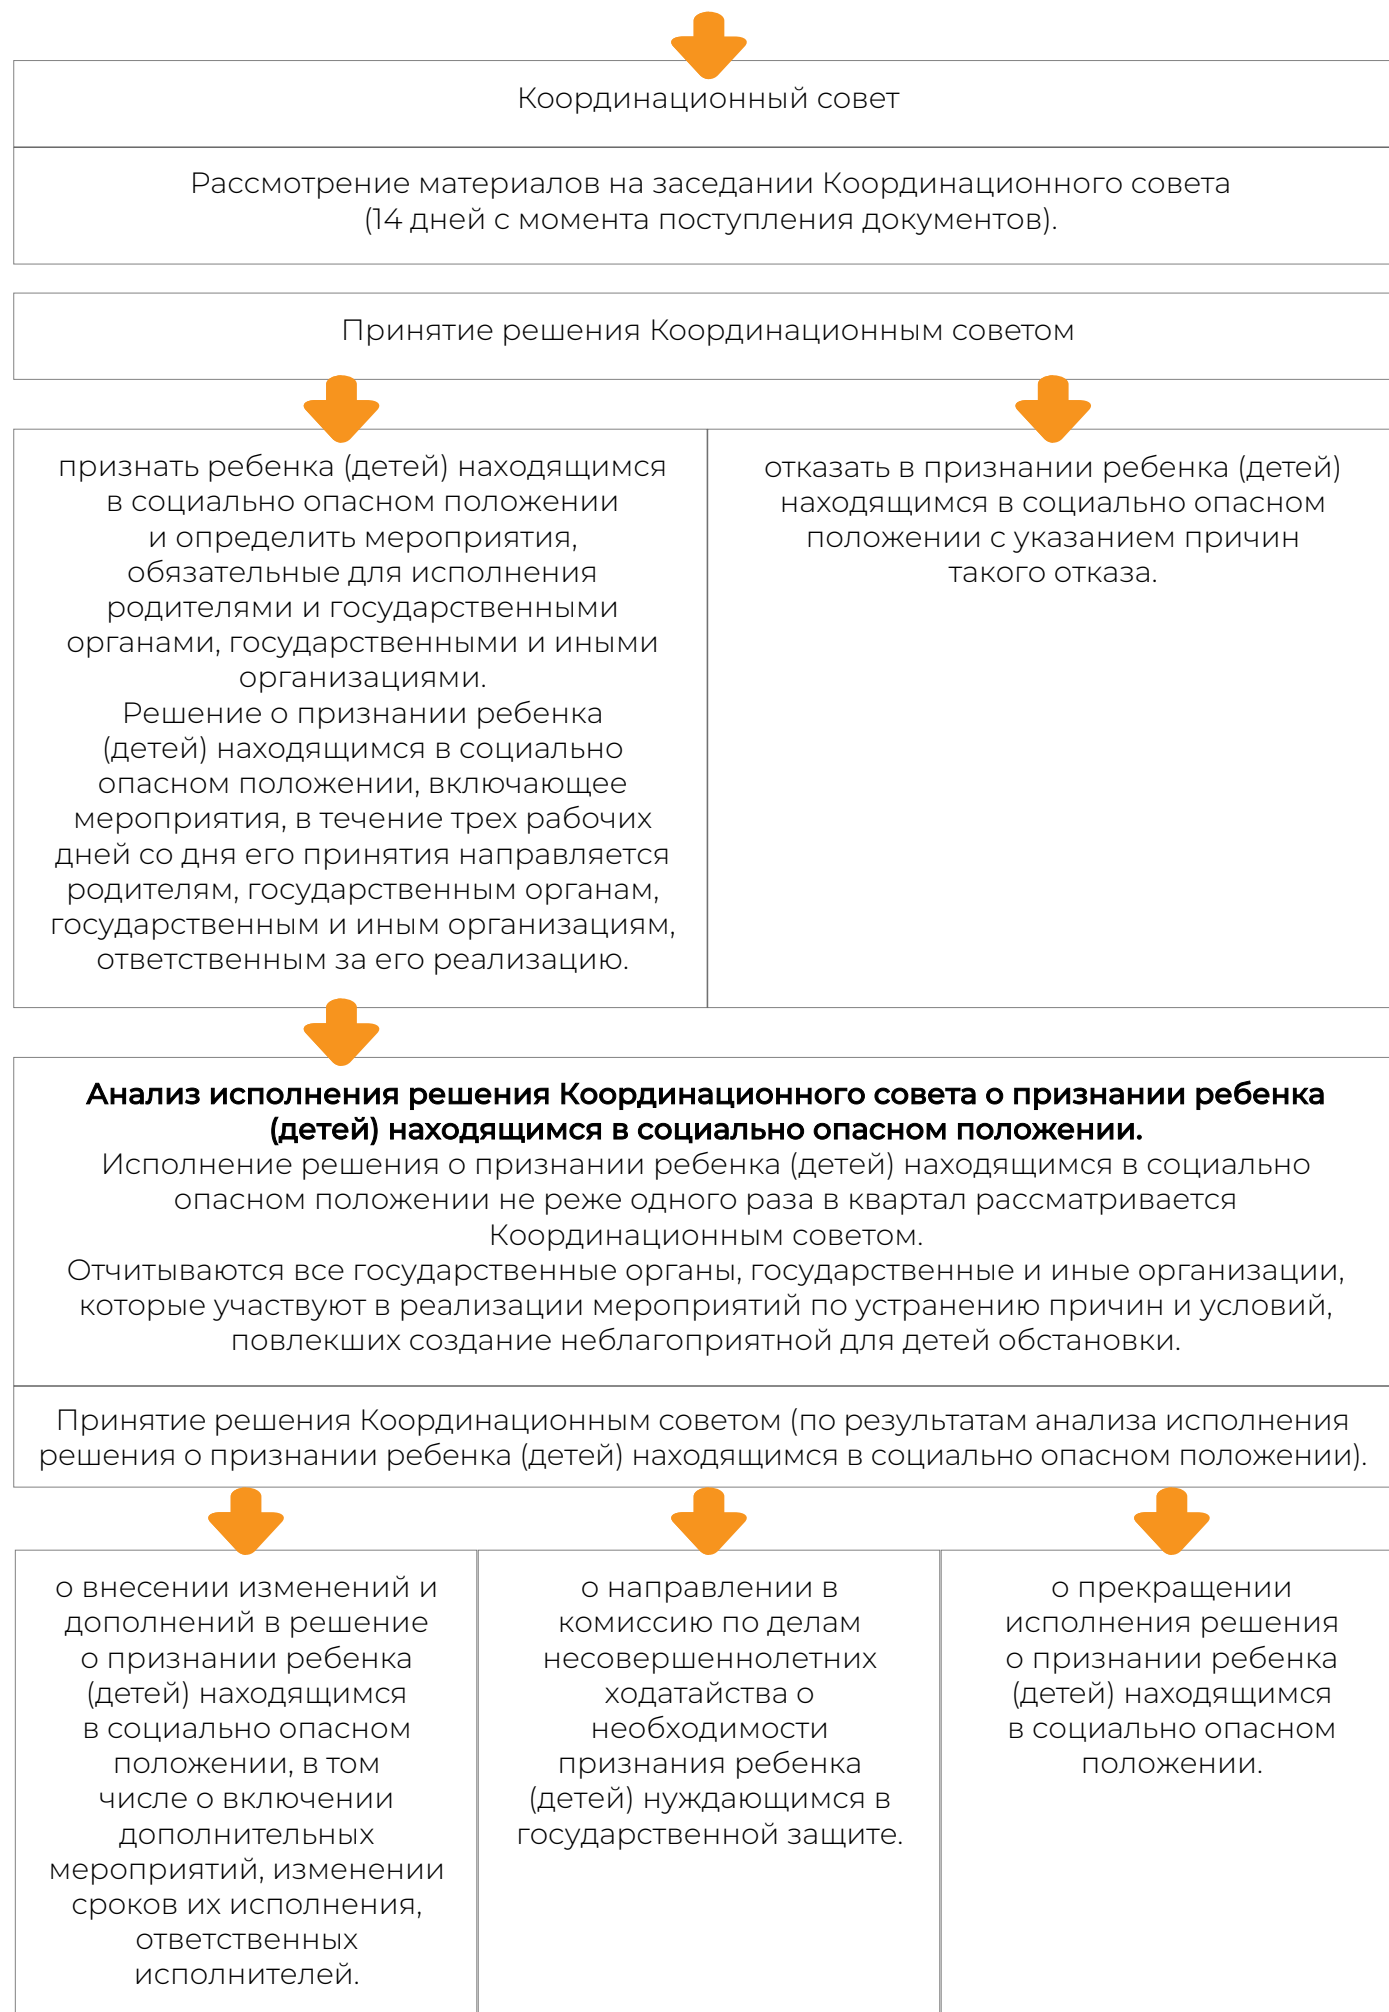 Координационный совет
Рассмотрение материалов на заседании Координационного совета
(14 дней с момента поступления документов).
Принятие решения Координационным советом
признать ребенка (детей) находящимся
в социально опасном положении
и определить мероприятия,
обязательные для исполнения
родителями и государственными
органами, государственными и иными
организациями.
Решение о признании ребенка
(детей) находящимся в социально
опасном положении, включающее
мероприятия, в течение трех рабочих
дней со дня его принятия направляется
родителям, государственным органам,
государственным и иным организациям,
ответственным за его реализацию.
отказать в признании ребенка (детей)
находящимся в социально опасном
положении с указанием причин
такого отказа.
Анализ исполнения решения Координационного совета о признании ребенка
(детей) находящимся в социально опасном положении.
Исполнение решения о признании ребенка (детей) находящимся в социально
опасном положении не реже одного раза в квартал рассматривается
Координационным советом.
Отчитываются все государственные органы, государственные и иные организации,
которые участвуют в реализации мероприятий по устранению причин и условий,
повлекших создание неблагоприятной для детей обстановки.
Принятие решения Координационным советом (по результатам анализа исполнения
решения о признании ребенка (детей) находящимся в социально опасном положении).
о внесении изменений и
дополнений в решение
о признании ребенка
(детей) находящимся
в социально опасном
положении, в том
числе о включении
дополнительных
мероприятий, изменении
сроков их исполнения,
ответственных
исполнителей.
о направлении в
комиссию по делам
несовершеннолетних
ходатайства о
необходимости
признания ребенка
(детей) нуждающимся в
государственной защите.
о прекращении
исполнения решения
о признании ребенка
(детей) находящимся
в социально опасном
положении.